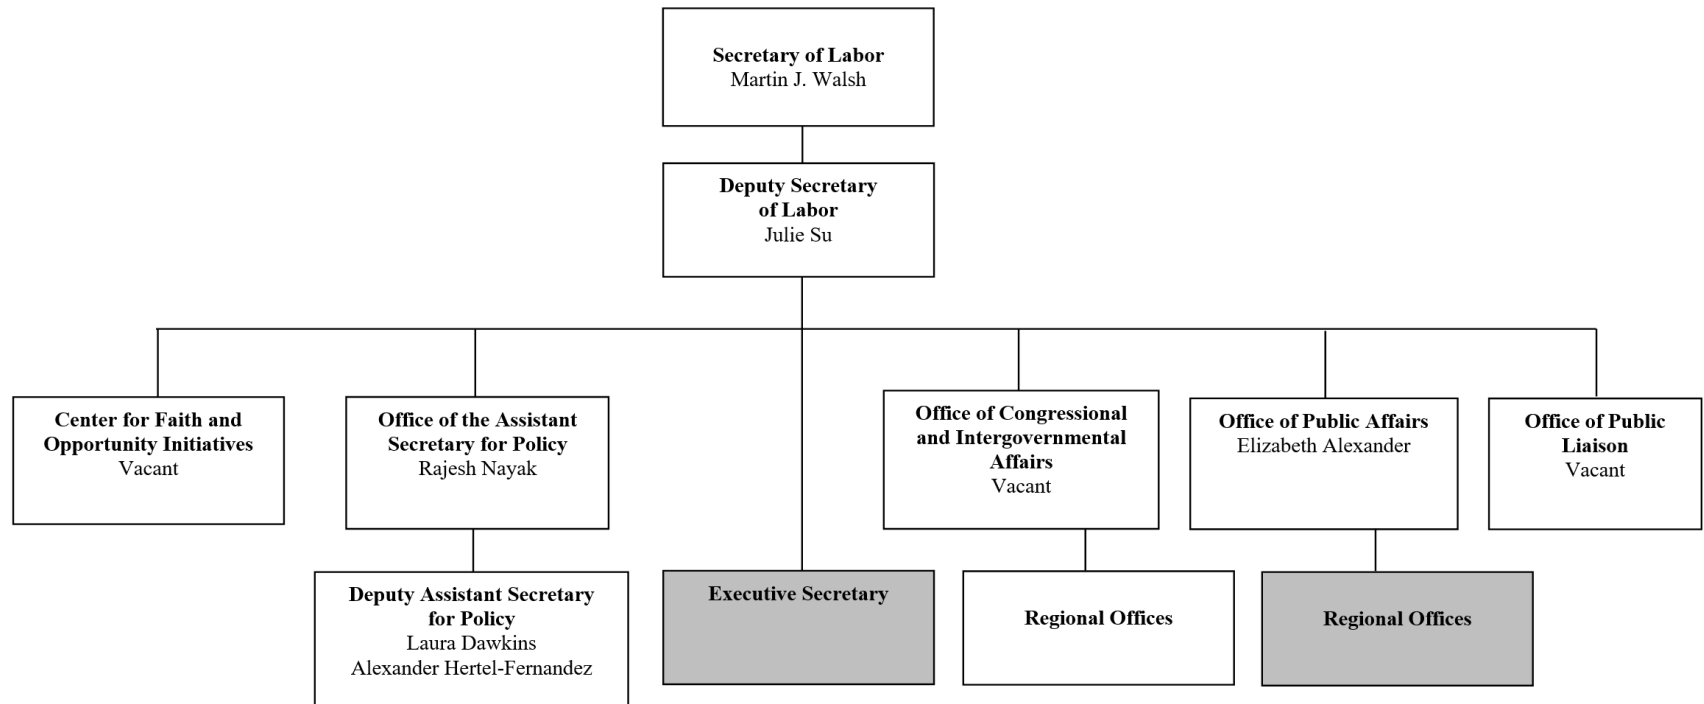 Secretary of Labor
Martin J. Walsh
Deputy Secretary
of Labor
Julie Su
Center for Faith and
Opportunity Initiatives
Vacant
Office of the Assistant
Secretary for Policy
Rajesh Nayak
Office of Congressional
and Intergovernmental
Affairs
Vacant
Office of Public Affairs
Elizabeth Alexander
Office of Public
Liaison
Vacant
Deputy Assistant Secretary
for Policy
Laura Dawkins
Alexander Hertel-Fernandez
Executive Secretary
Regional Offices
Regional Offices